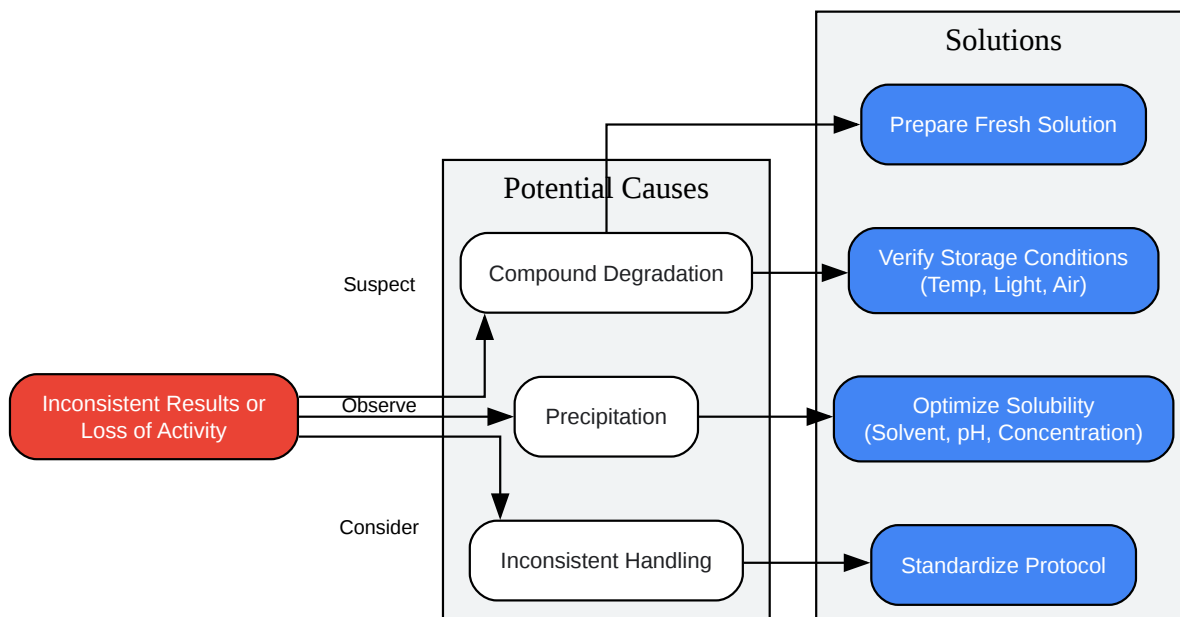 Solutions
Prepare Fresh Solution
Potential Causes
Compound Degradation
Verify Storage Conditions
(Temp, Light, Air)
Suspect
Inconsistent Results or
Loss of Activity
Observe
Precipitation
Optimize Solubility
(Solvent, pH, Concentration)
Consider
Inconsistent Handling
Standardize Protocol